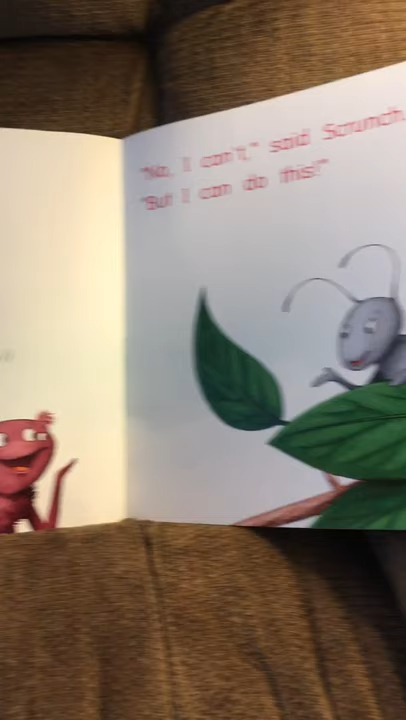 "No, I can't," said Scrunch.
"But I can do this!"